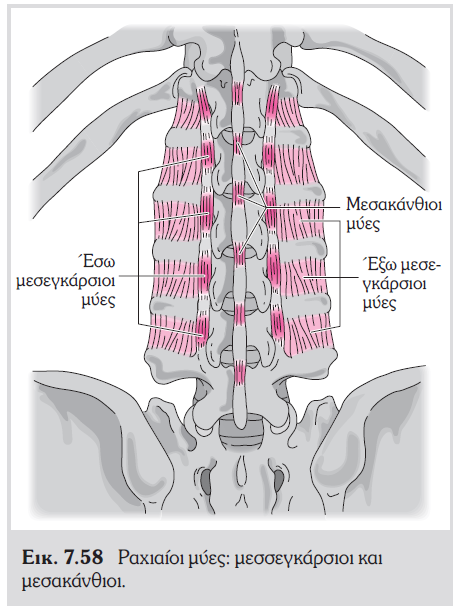 Μεσακάνθιοι
μύες
Έσω
μεσεγκάρσιοι
μύες
Έξω μεσε-
γκάρσιοι
μύες
Εικ. 7.58 Ραχιαίοι μύες: μεσσεγκάρσιοι και
μεσακάνθιοι.